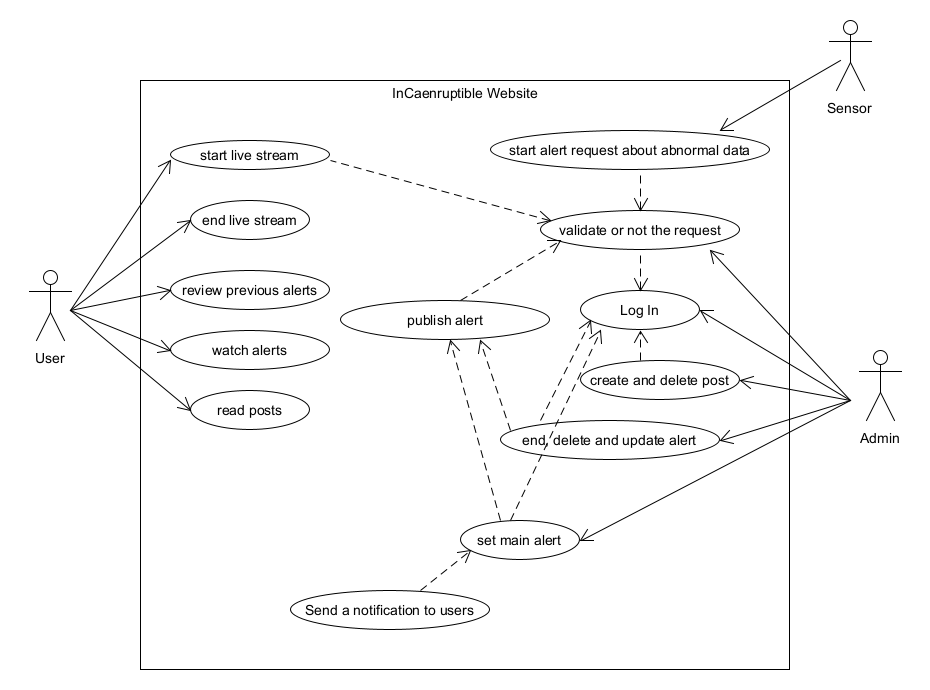 Sensor
InCaenruptible Website
start live stream
start alert request about abnormal data
end live stream
validate or not the request
review previous alerts
Log In
publish alert
User
watch alerts
create and delete post
read posts
Admin
end, delete and update alert
set main alert
Send a notification to users